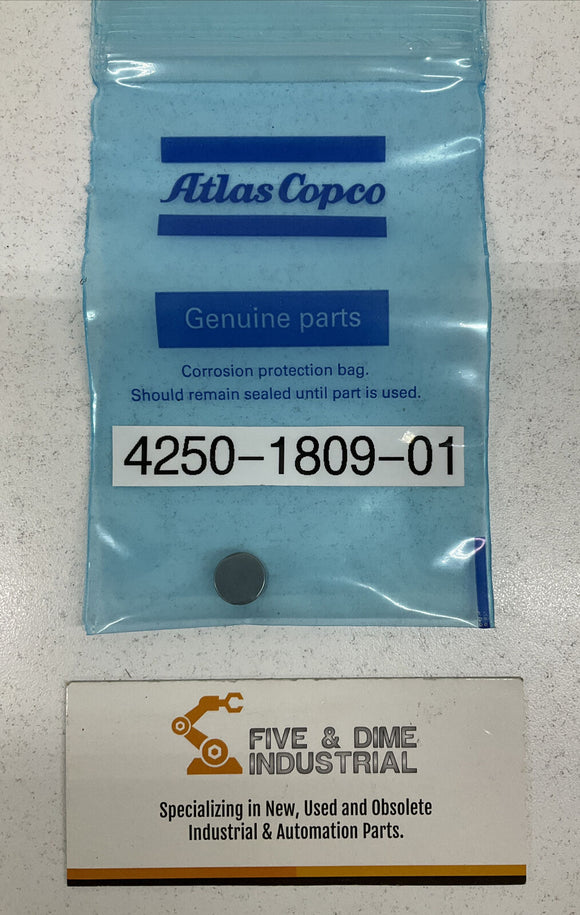 Atlas Copco
Genuine parts
Corrosion protection bag.
Should remain sealed until part is used.
4250-1809-01
FIVE & DIME
INDUSTRIAL
Specializing in New, Used and Obsolete
Industrial & Automation Parts.